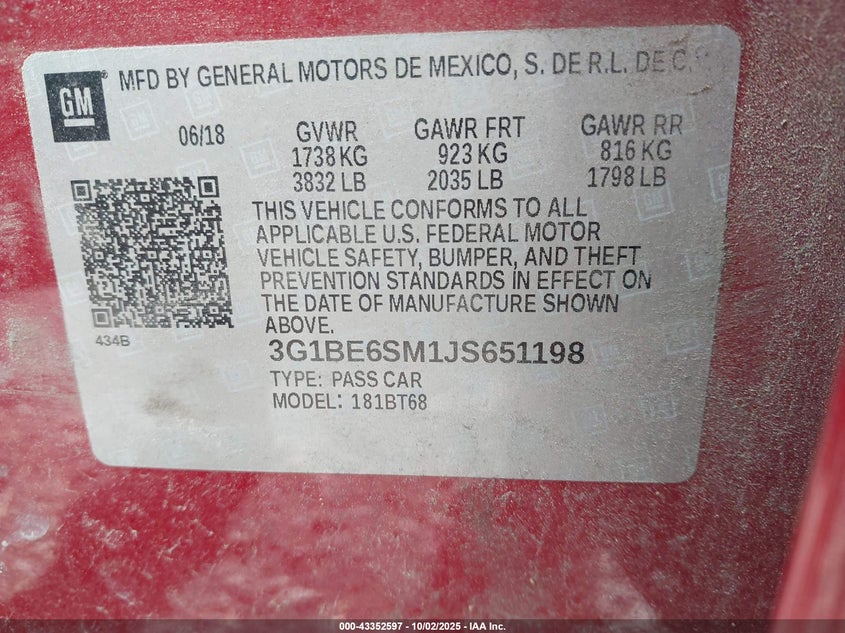 GM
MFD BY GENERAL MOTORS DE MEXICO, S. DE R.L. DE C.
06/18 GVWR GAWR FRT GAWR RR
1738 KG 923 KG 816 KG
3832 LB 2035 LB 1798 LB
THIS VEHICLE CONFORMS TO ALL
APPLICABLE U.S. FEDERAL MOTOR
VEHICLE SAFETY, BUMPER, AND THEFT
PREVENTION STANDARDS IN EFFECT ON
THE DATE OF MANUFACTURE SHOWN
ABOVE.
434B
3G1BE6SM1JS651198
TYPE: PASS CAR
MODEL: 181BT68
000-43352597 - 10/02/2025 - IAA Inc.